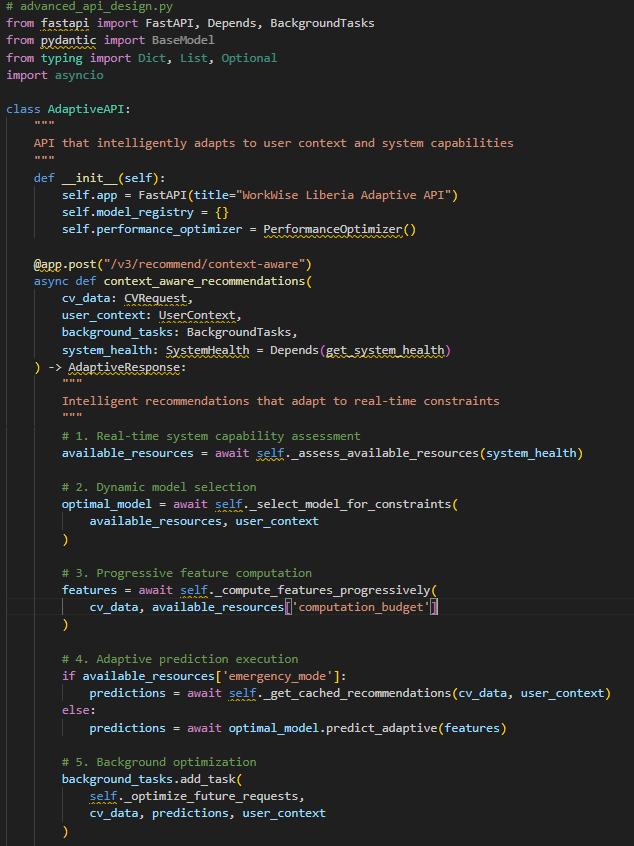 # advanced_api_design.py
from fastapi import FastAPI, Depends, BackgroundTasks
from pydantic import BaseModel
from typing import Dict, List, Optional
import asyncio

class AdaptiveAPI:
    """
    API that intelligently adapts to user context and system capabilities
    """
    def __init__(self):
        self.app = FastAPI(title="WorkWise Liberia Adaptive API")
        self.model_registry = {}
        self.performance_optimizer = PerformanceOptimizer()

    @app.post("/v3/recommend/context-aware")
    async def context_aware_recommendations(
        cv_data: CVRequest,
        user_context: UserContext,
        background_tasks: BackgroundTasks,
        system_health: SystemHealth = Depends(get_system_health)
    ) -> AdaptiveResponse:
        """
        Intelligent recommendations that adapt to real-time constraints
        """
        # 1. Real-time system capability assessment
        available_resources = await self._assess_available_resources(system_health)

        # 2. Dynamic model selection
        optimal_model = await self._select_model_for_constraints(
            available_resources, user_context
        )

        # 3. Progressive feature computation
        features = await self._compute_features_progressively(
            cv_data, available_resources['computation_budget']
        )

        # 4. Adaptive prediction execution
        if available_resources['emergency_mode']:
            predictions = await self._get_cached_recommendations(cv_data, user_context)
        else:
            predictions = await optimal_model.predict_adaptive(features)

        # 5. Background optimization
        background_tasks.add_task(
            self._optimize_future_requests,
            cv_data, predictions, user_context
        )